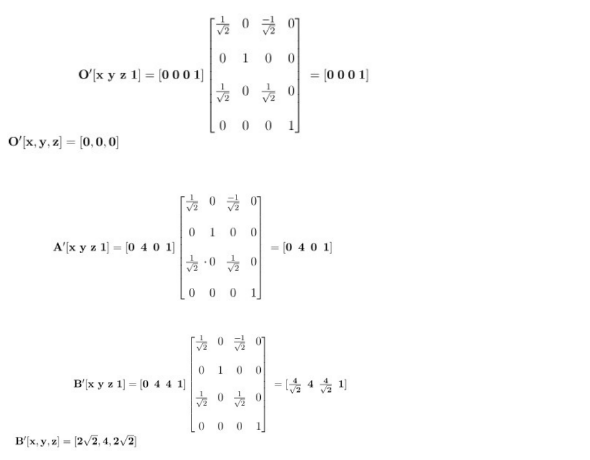 O′[x y z 1] = [0 0 0 1] [1/√2 0 −1/√2 0
0 1 0 0
1/√2 0 1/√2 0
0 0 0 1] = [0 0 0 1]
O′[x, y, z] = [0, 0, 0]
A′[x y z 1] = [0 4 0 1] [1/√2 0 −1/√2 0
0 1 0 0
1/√2 ·0 1/√2 0
0 0 0 1] = [0 4 0 1]
B′[x y z 1] = [0 4 4 1] [1/√2 0 −1/√2 0
0 1 0 0
1/√2 0 1/√2 0
0 0 0 1] = [4/√2 4 4/√2 1]
B′[x, y, z] = [2√2, 4, 2√2]